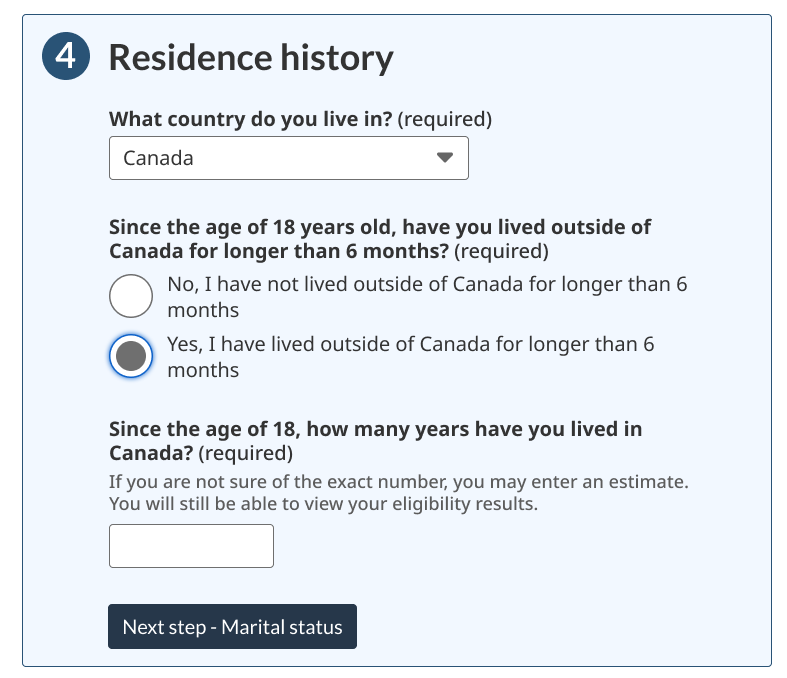 4 Residence history
What country do you live in? (required)
Canada
Since the age of 18 years old, have you lived outside of
Canada for longer than 6 months? (required)
No, I have not lived outside of Canada for longer than 6
months
Yes, I have lived outside of Canada for longer than 6
months
Since the age of 18, how many years have you lived in
Canada? (required)
If you are not sure of the exact number, you may enter an estimate.
You will still be able to view your eligibility results.
Next step - Marital status